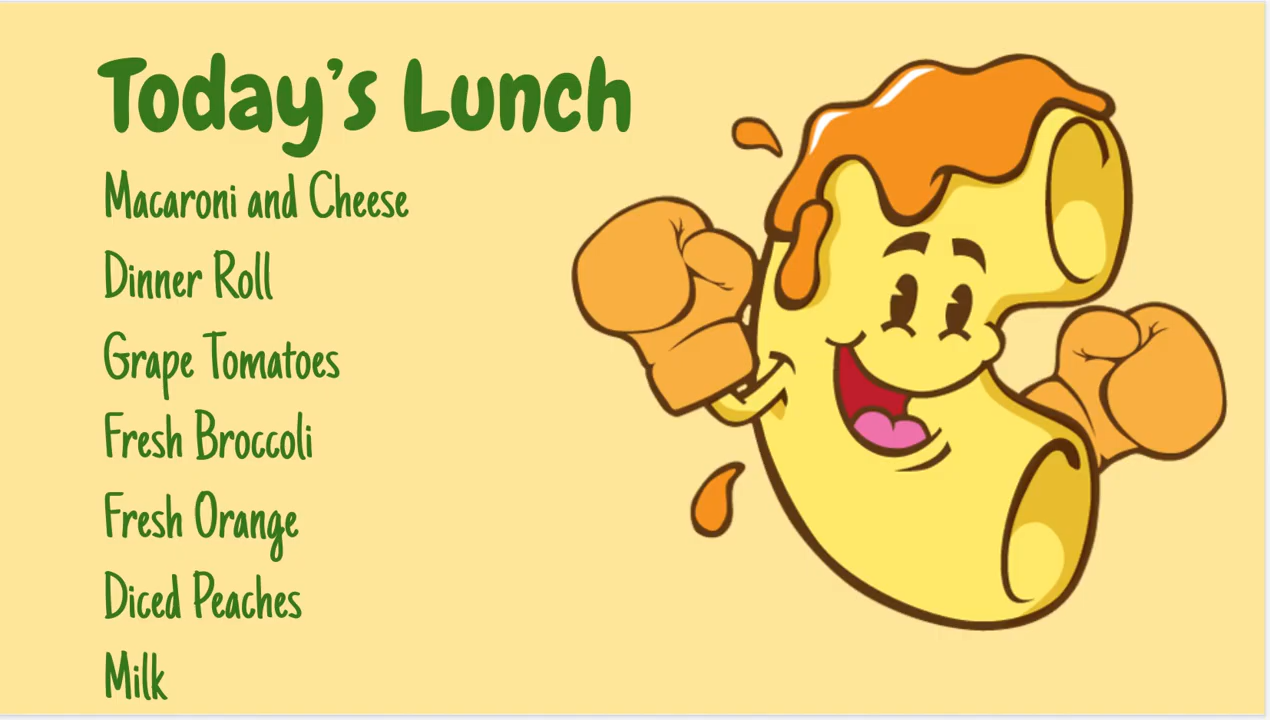 Today’s Lunch
Macaroni and Cheese
Dinner Roll
Grape Tomatoes
Fresh Broccoli
Fresh Orange
Diced Peaches
Milk